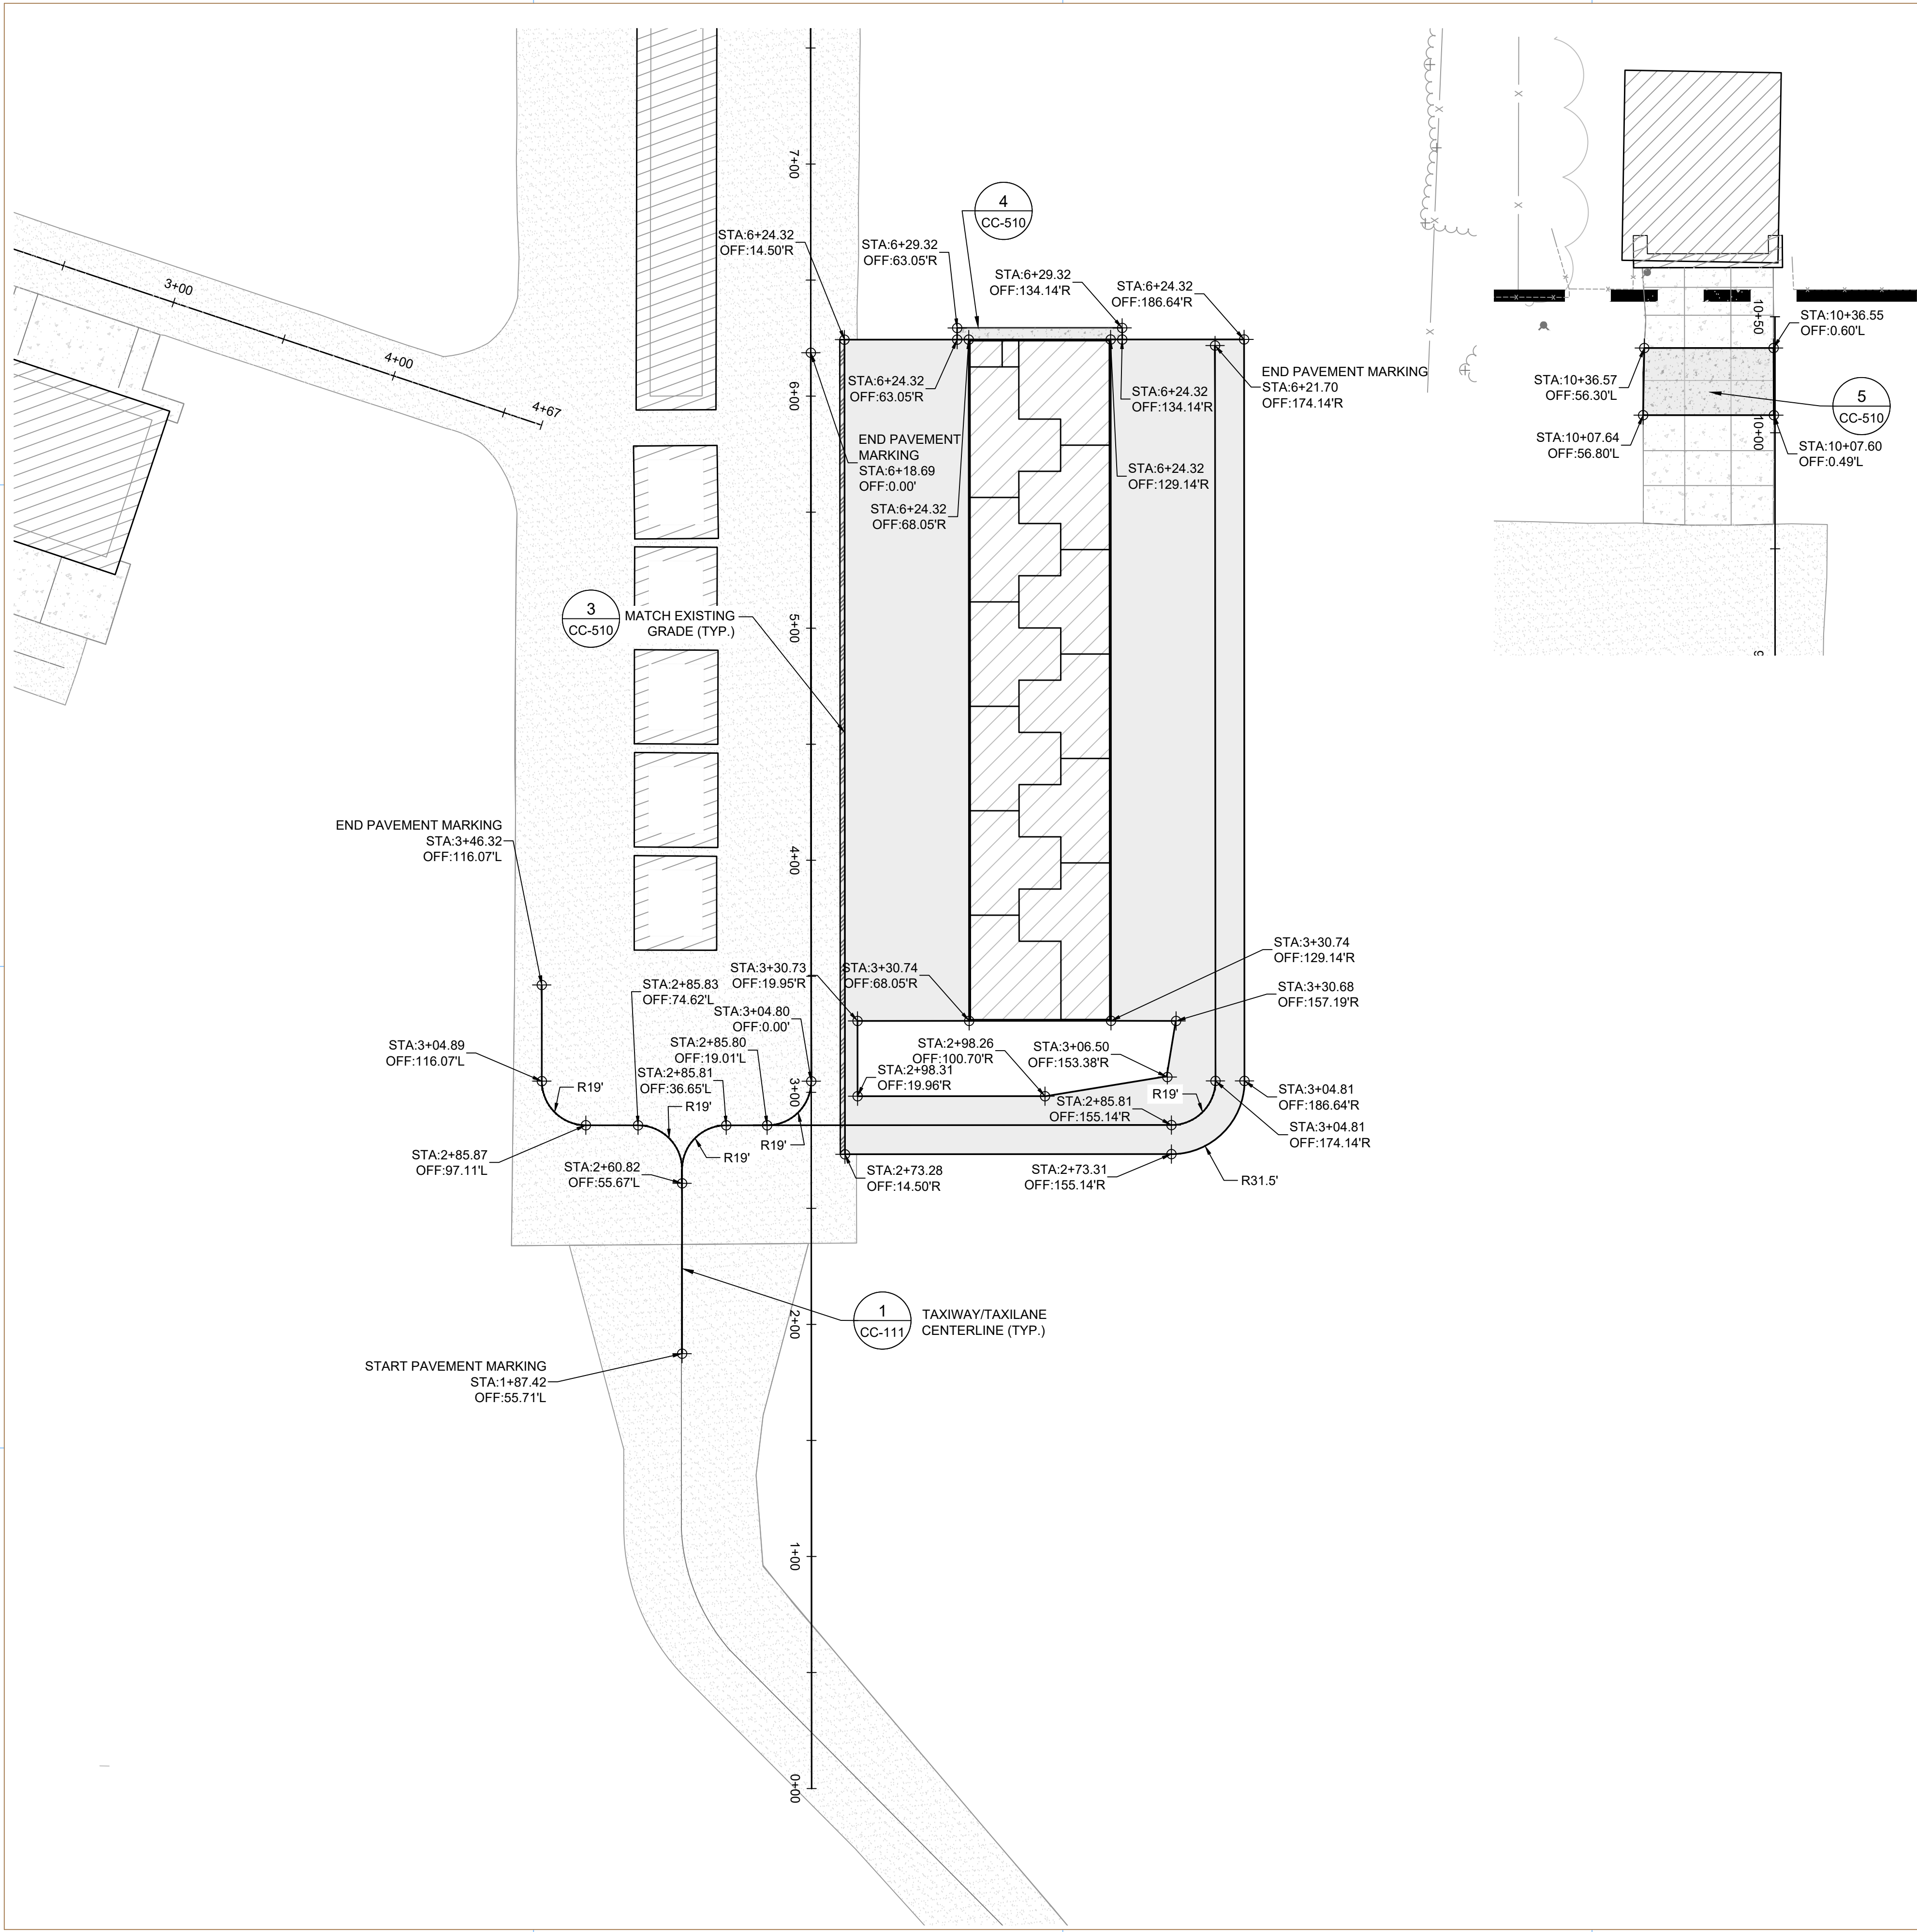 7+00
4
CC-510
STA:6+24.32
OFF:14.50'R
STA:6+29.32
OFF:63.05'R
STA:6+29.32
OFF:134.14'R
STA:6+24.32
OFF:186.64'R
3+00
4+00
4+67
6+00
STA:6+24.32
OFF:63.05'R
STA:6+24.32
OFF:134.14'R
END PAVEMENT MARKING
STA:6+21.70
OFF:174.14'R
END PAVEMENT
MARKING
STA:6+18.69
OFF:0.00'
STA:6+24.32
OFF:68.05'R
STA:6+24.32
OFF:129.14'R
10+50
STA:10+36.55
OFF:0.60'L
STA:10+36.57
OFF:56.30'L
5
CC-510
STA:10+07.64
OFF:56.80'L
10+00
STA:10+07.60
OFF:0.49'L
3
CC-510
MATCH EXISTING
GRADE (TYP.)
5+00
END PAVEMENT MARKING
STA:3+46.32
OFF:116.07'L
4+00
STA:3+30.74
OFF:129.14'R
STA:3+30.73
OFF:19.95'R
STA:3+30.74
OFF:68.05'R
STA:2+85.83
OFF:74.62'L
STA:3+30.68
OFF:157.19'R
STA:3+04.80
OFF:0.00'
STA:3+04.89
OFF:116.07'L
STA:2+85.80
OFF:19.01'L
STA:2+98.26
OFF:100.70'R
STA:3+06.50
OFF:153.38'R
STA:2+85.81
OFF:36.65'L
STA:2+98.31
OFF:19.96'R
3+00
R19'
R19'
R19'
STA:3+04.81
OFF:186.64'R
STA:2+85.81
OFF:155.14'R
STA:3+04.81
OFF:174.14'R
R19'
R19'
STA:2+85.87
OFF:97.11'L
STA:2+60.82
OFF:55.67'L
STA:2+73.28
OFF:14.50'R
STA:2+73.31
OFF:155.14'R
R31.5'
1
CC-111
TAXIWAY/TAXILANE
CENTERLINE (TYP.)
2+00
START PAVEMENT MARKING
STA:1+87.42
OFF:55.71'L
1+00
0+00